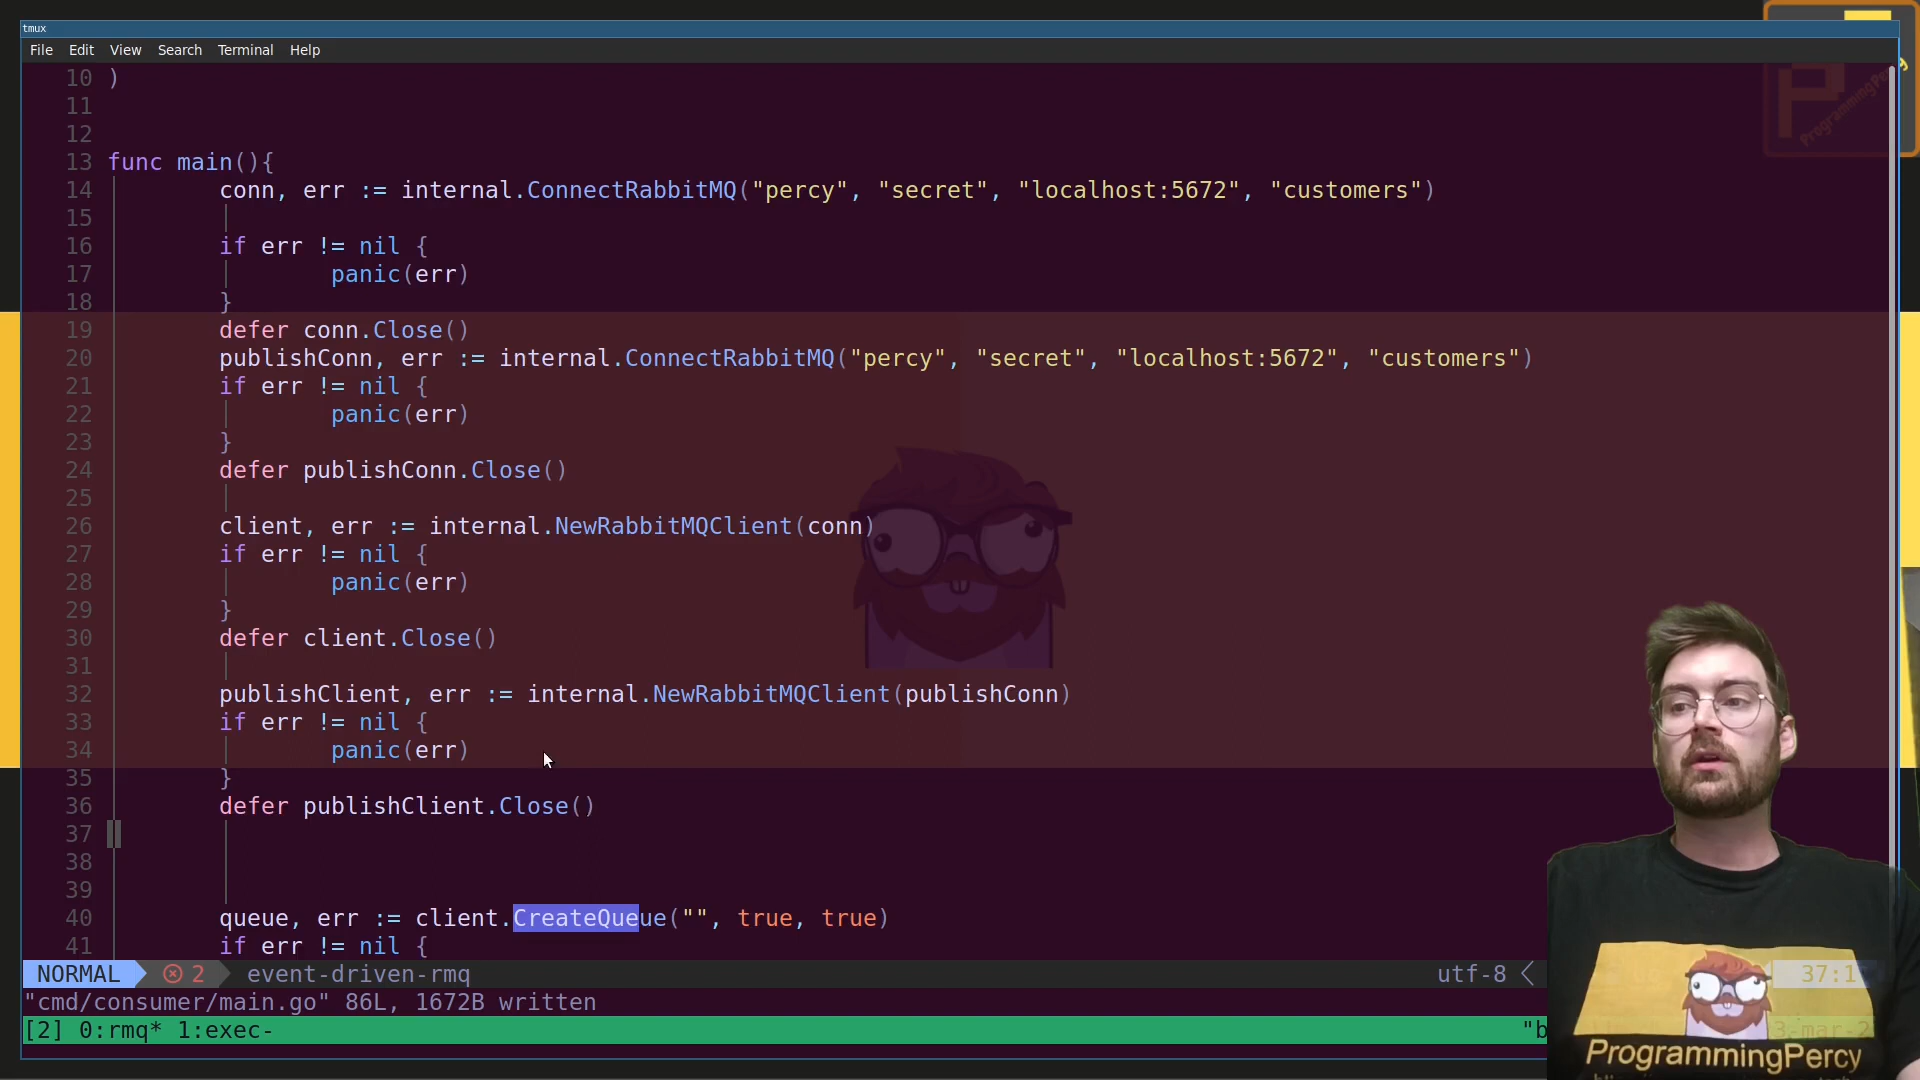 tmux
File Edit View Search Terminal Help
10 )
11
12
13 func main(){
14 conn, err := internal.ConnectRabbitMQ("percy", "secret", "localhost:5672", "customers")
15
16 if err != nil {
17 panic(err)
18 }
19 defer conn.Close()
20 publishConn, err := internal.ConnectRabbitMQ("percy", "secret", "localhost:5672", "customers")
21 if err != nil {
22 panic(err)
23 }
24 defer publishConn.Close()
25
26 client, err := internal.NewRabbitMQClient(conn)
27 if err != nil {
28 panic(err)
29 }
30 defer client.Close()
31
32 publishClient, err := internal.NewRabbitMQClient(publishConn)
33 if err != nil {
34 panic(err)
35 }
36 defer publishClient.Close()
37
38
39
40 queue, err := client.CreateQueue("", true, true)
41 if err != nil {
NORMAL 2 event-driven-rmq utf-8 37:1
"cmd/consumer/main.go" 86L, 1672B written
[2] 0:rmq* 1:exec- "b 3-mar-2
ProgrammingPercy